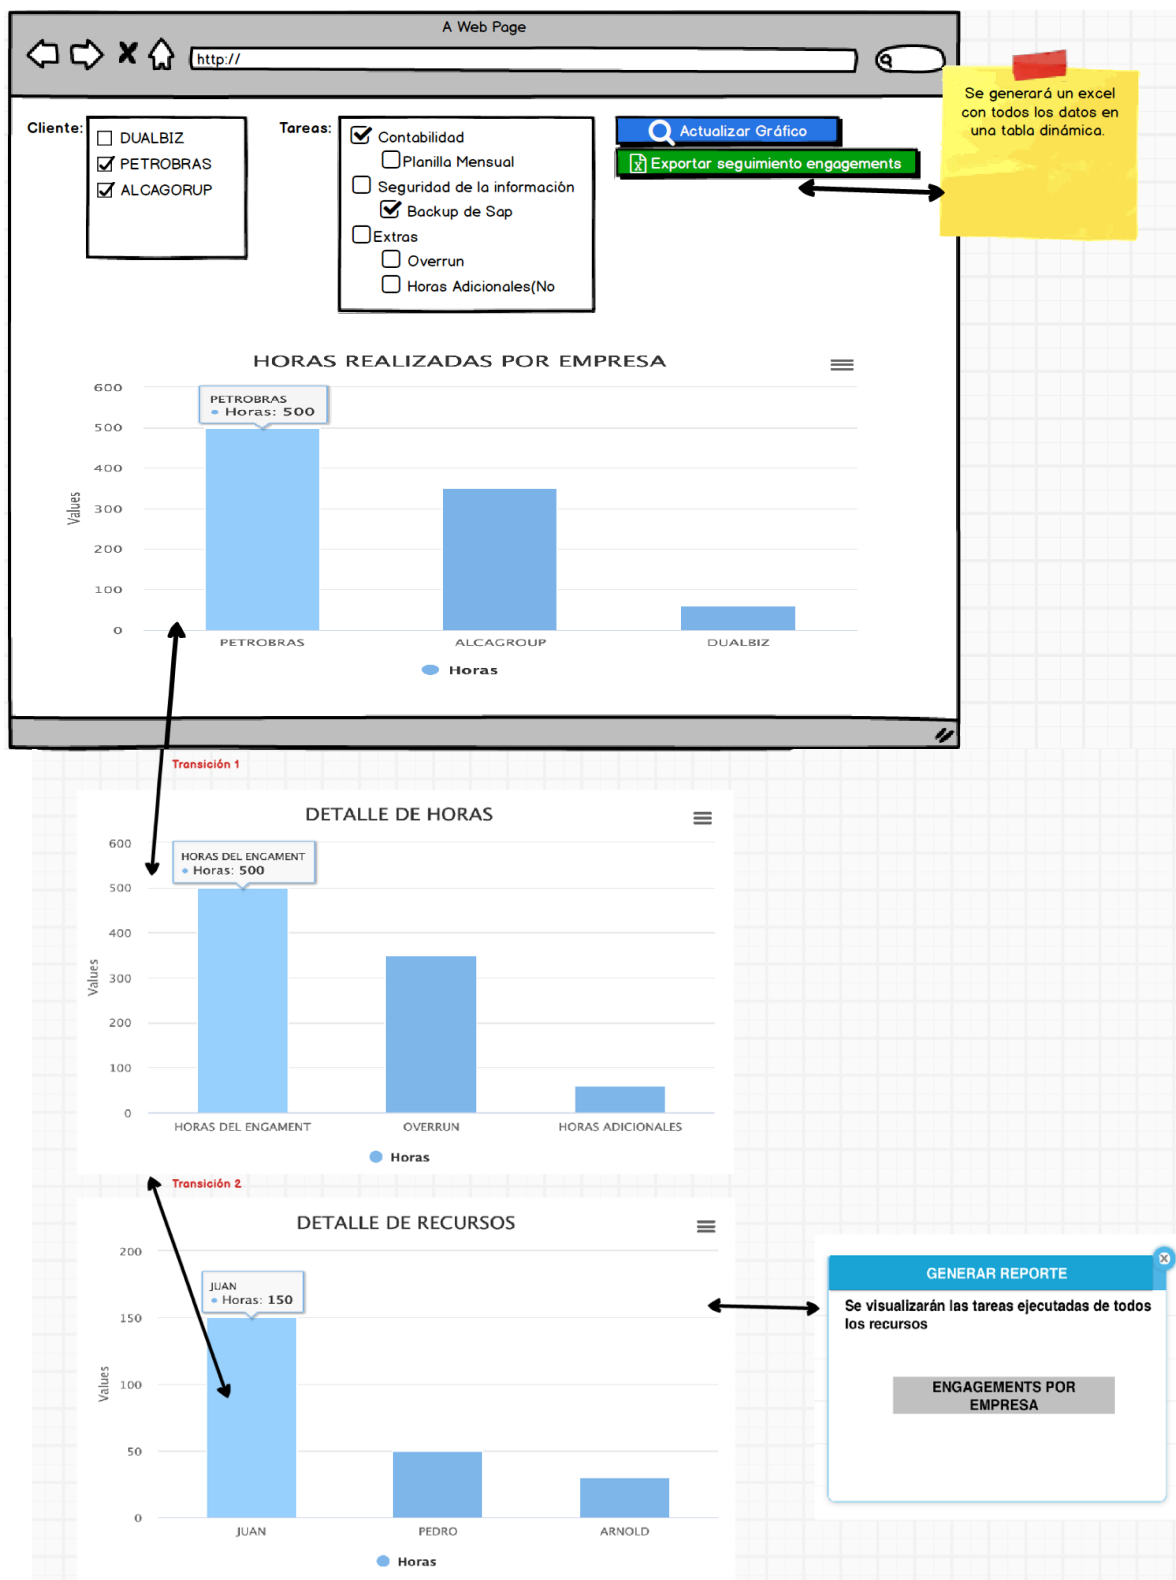 A Web Page
http://
Se generará un excel
con todos los datos en
una tabla dinámica.
Cliente:
DUALBIZ
PETROBRAS
ALCAGORUP
Tareas:
Contabilidad
Planilla Mensual
Seguridad de la información
Backup de Sap
Extras
Overrun
Horas Adicionales(No
Actualizar Gráfico
Exportar seguimiento engagements
HORAS REALIZADAS POR EMPRESA
600
500
400
300
200
100
0
Values
PETROBRAS
Horas: 500
PETROBRAS
ALCAGROUP
DUALBIZ
Horas
Transición 1
DETALLE DE HORAS
600
500
400
300
200
100
0
Values
HORAS DEL ENGAMENT
Horas: 500
HORAS DEL ENGAMENT
OVERRUN
HORAS ADICIONALES
Horas
Transición 2
DETALLE DE RECURSOS
200
150
100
50
0
Values
JUAN
Horas: 150
JUAN
PEDRO
ARNOLD
Horas
GENERAR REPORTE
Se visualizarán las tareas ejecutadas de todos
los recursos
ENGAGEMENTS POR
EMPRESA